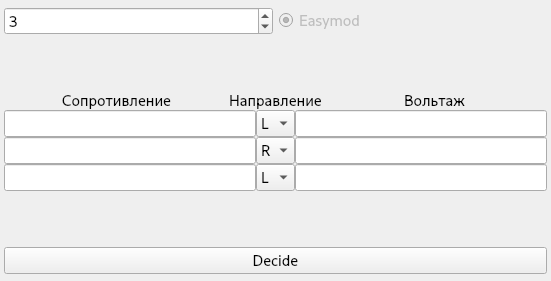 3 Easymod
Сопротивление Направление Вольтаж
L
R
L
Decide